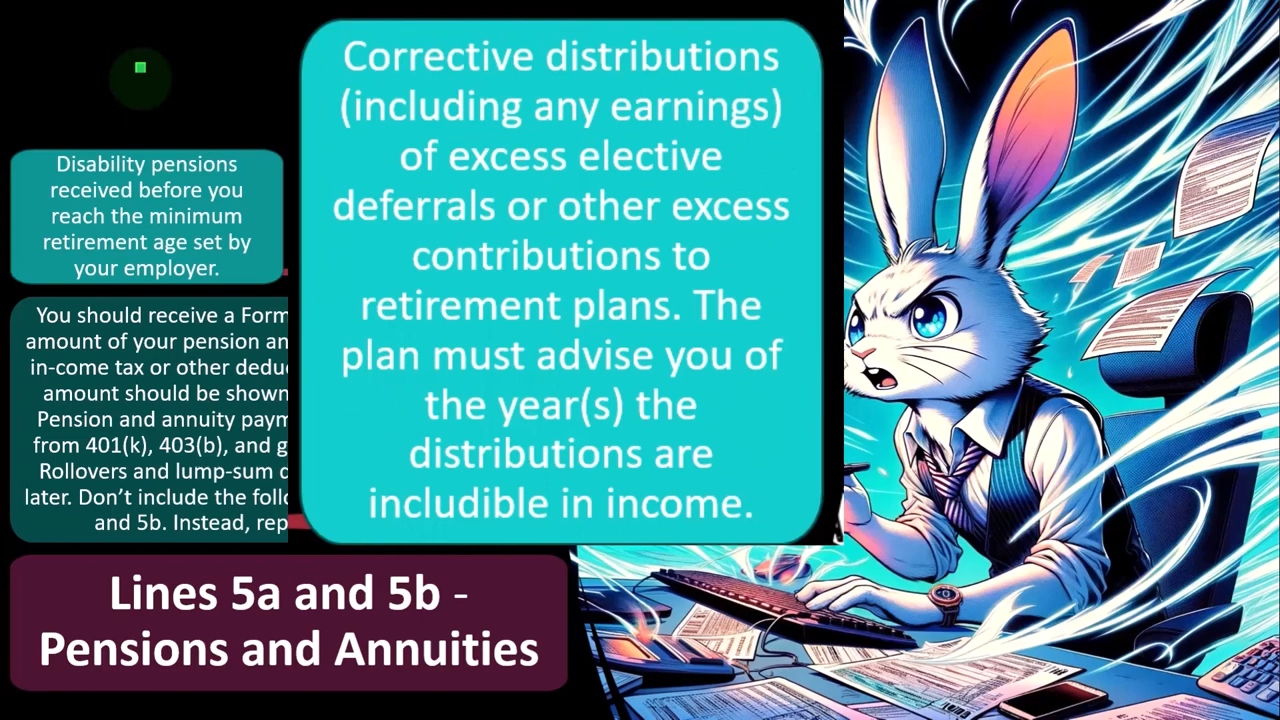 Corrective distributions
(including any earnings)
of excess elective
deferrals or other excess
contributions to
retirement plans. The
plan must advise you of
the year(s) the
distributions are
includible in income.
Disability pensions
received before you
reach the minimum
retirement age set by
your employer.
You should receive a Form
amount of your pension an
in-come tax or other dedu
amount should be shown
Pension and annuity paym
from 401(k), 403(b), and g
Rollovers and lump-sum d
later. Don’t include the follo
and 5b. Instead, rep
Lines 5a and 5b -
Pensions and Annuities